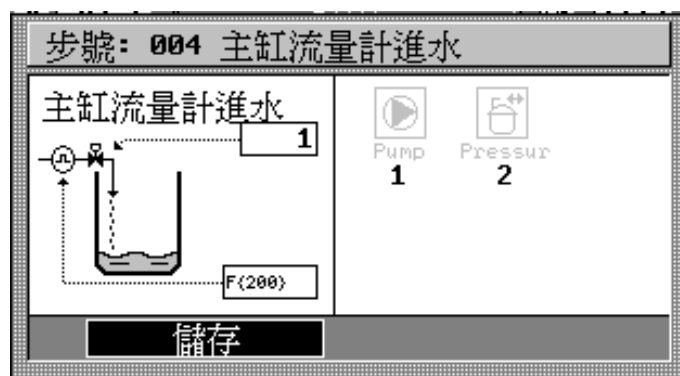 步號: 004 主缸流量計進水
主缸流量計進水
1
F(200)
Pump
1
Pressur
2
儲存